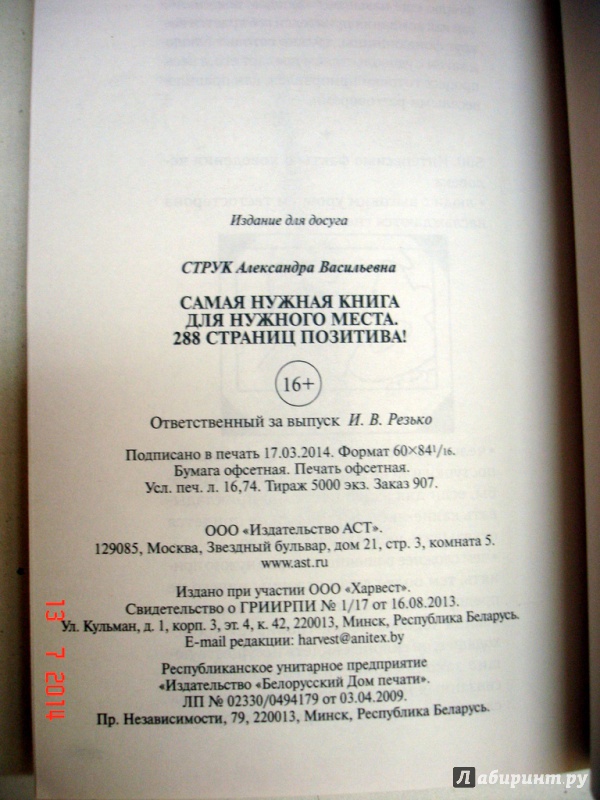 Издание для досуга
СТРУК Александра Васильевна
САМАЯ НУЖНАЯ КНИГА
ДЛЯ НУЖНОГО МЕСТА.
288 СТРАНИЦ ПОЗИТИВА!
16+
Ответственный за выпуск И. В. Резько
Подписано в печать 17.03.2014. Формат 60×84¹/₁₆.
Бумага офсетная. Печать офсетная.
Усл. печ. л. 16,74. Тираж 5000 экз. Заказ 907.
ООО «Издательство АСТ».
129085, Москва, Звездный бульвар, дом 21, стр. 3, комната 5.
www.ast.ru
Издано при участии ООО «Харвест».
Свидетельство о ГРИИРПИ № 1/17 от 16.08.2013.
Ул. Кульман, д. 1, корп. 3, эт. 4, к. 42, 220013, Минск, Республика Беларусь.
E-mail редакции: harvest@anitex.by
Республиканское унитарное предприятие
«Издательство «Белорусский Дом печати».
ЛП № 02330/0494179 от 03.04.2009.
Пр. Независимости, 79, 220013, Минск, Республика Беларусь.
13 7 2014
Лабиринт.ру